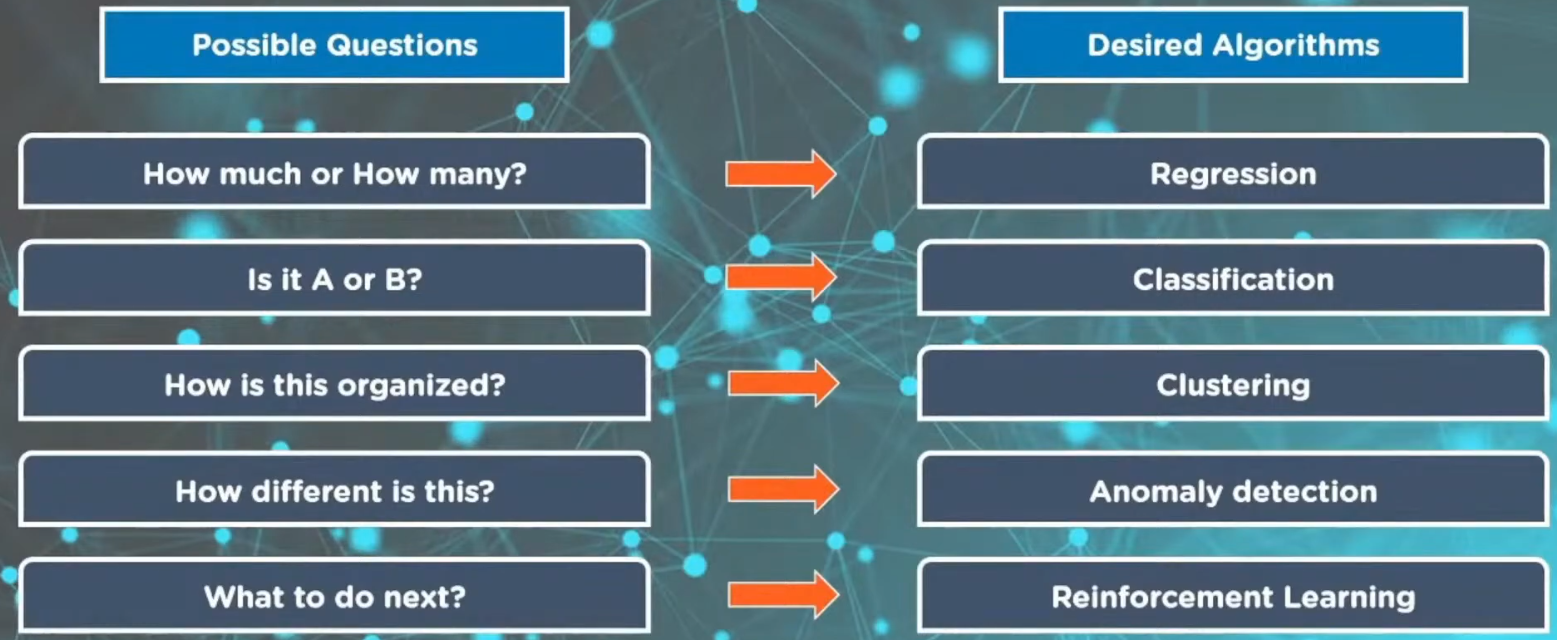 Possible Questions
Desired Algorithms
How much or How many?
Regression
Is it A or B?
Classification
How is this organized?
Clustering
How different is this?
Anomaly detection
What to do next?
Reinforcement Learning